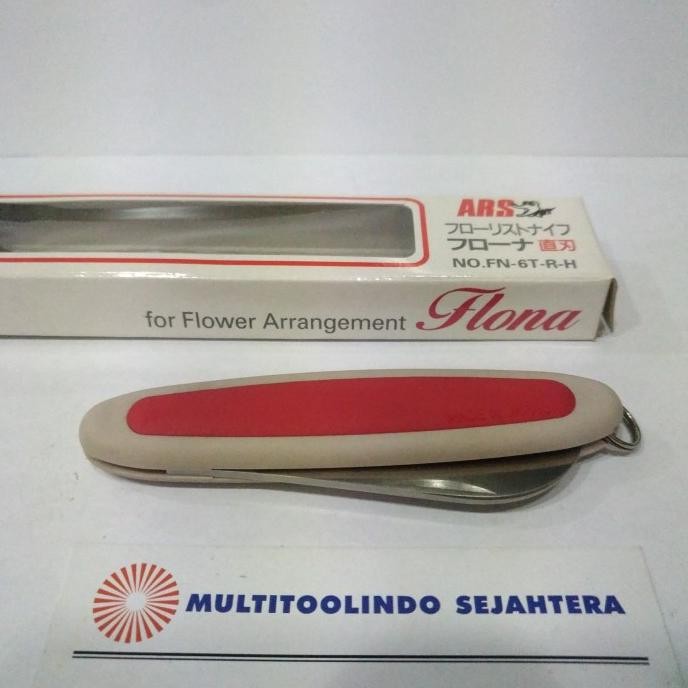 ARS
フローリストナイフ
フローナ 直刃
NO.FN-6T-R-H
for Flower Arrangement Flona
MULTITOOLINDO SEJAHTERA